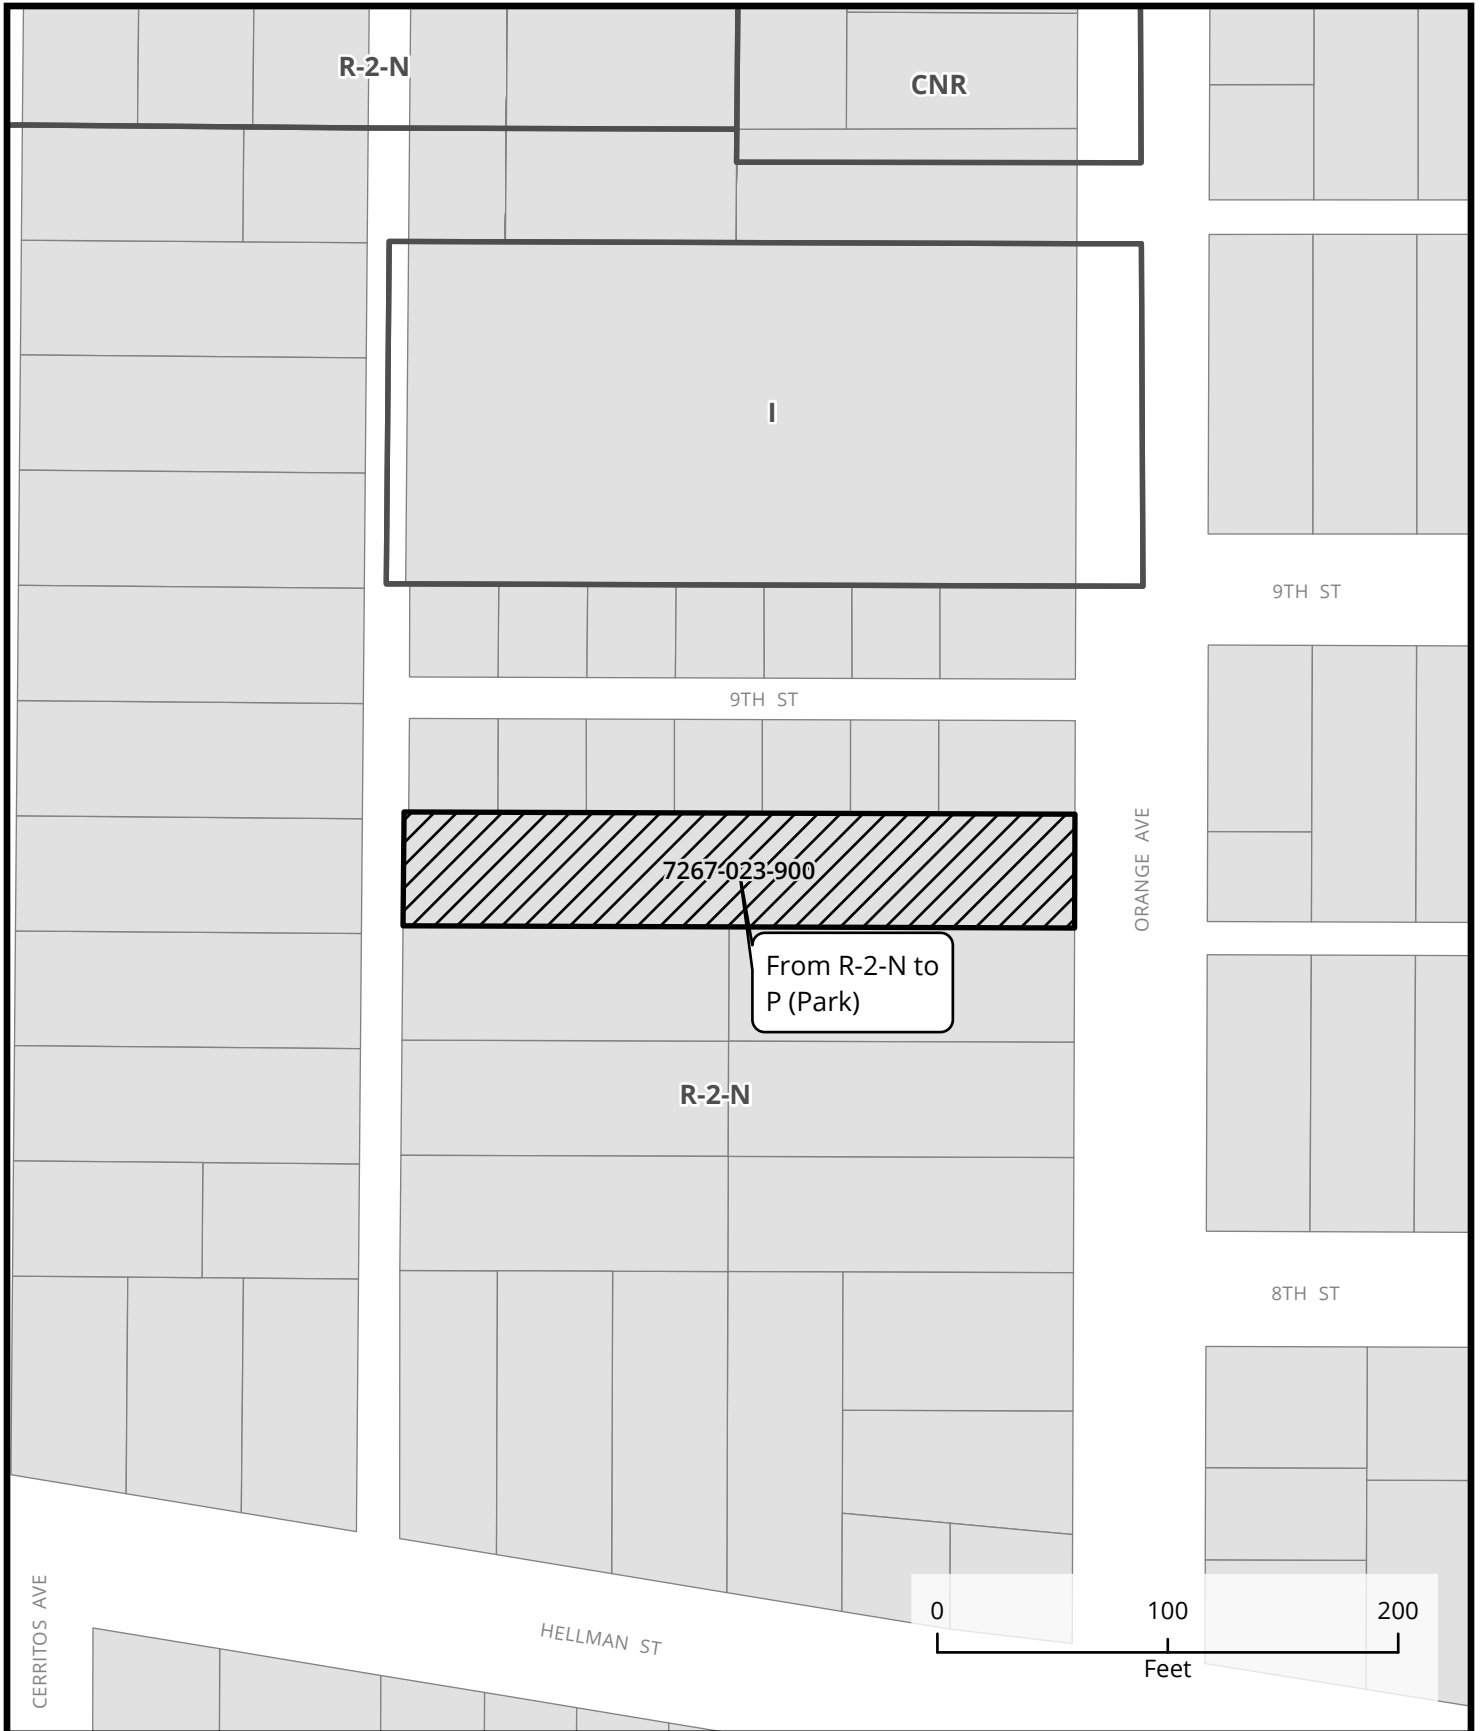 R-2-N
CNR
I
9TH ST
9TH ST
ORANGE AVE
7267-023-900
From R-2-N to
P (Park)
R-2-N
8TH ST
CERRITOS AVE
HELLMAN ST
0 100 200
Feet